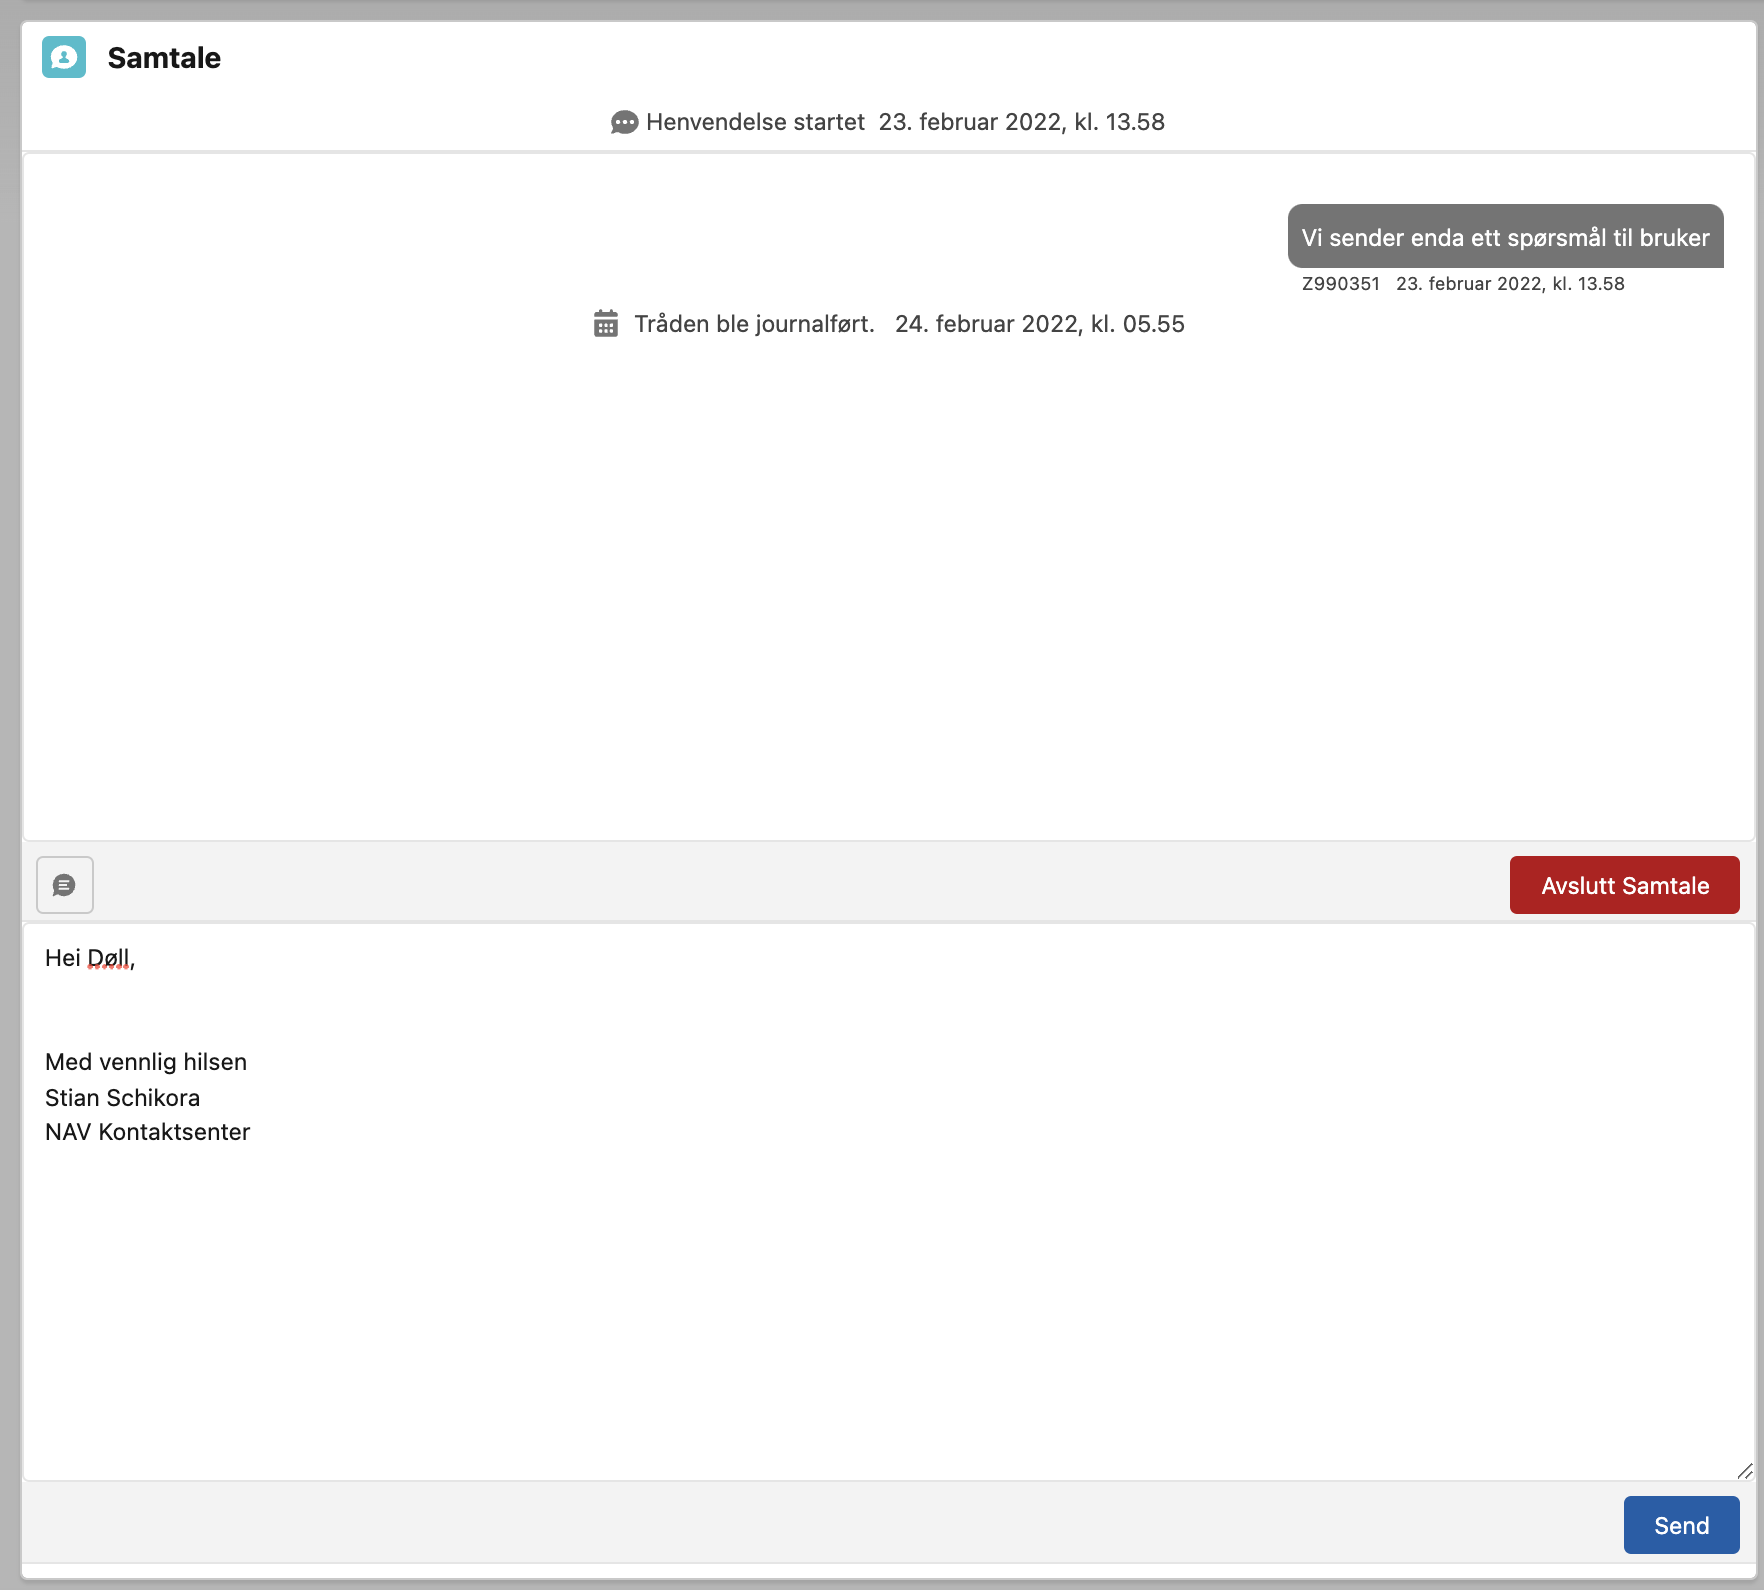 Samtale
Henvendelse startet 23. februar 2022, kl. 13.58
Vi sender enda ett spørsmål til bruker
Z990351 23. februar 2022, kl. 13.58
Tråden ble journalført. 24. februar 2022, kl. 05.55
Avslutt Samtale
Hei Døll,
Med vennlig hilsen
Stian Schikora
NAV Kontaktsenter
Send